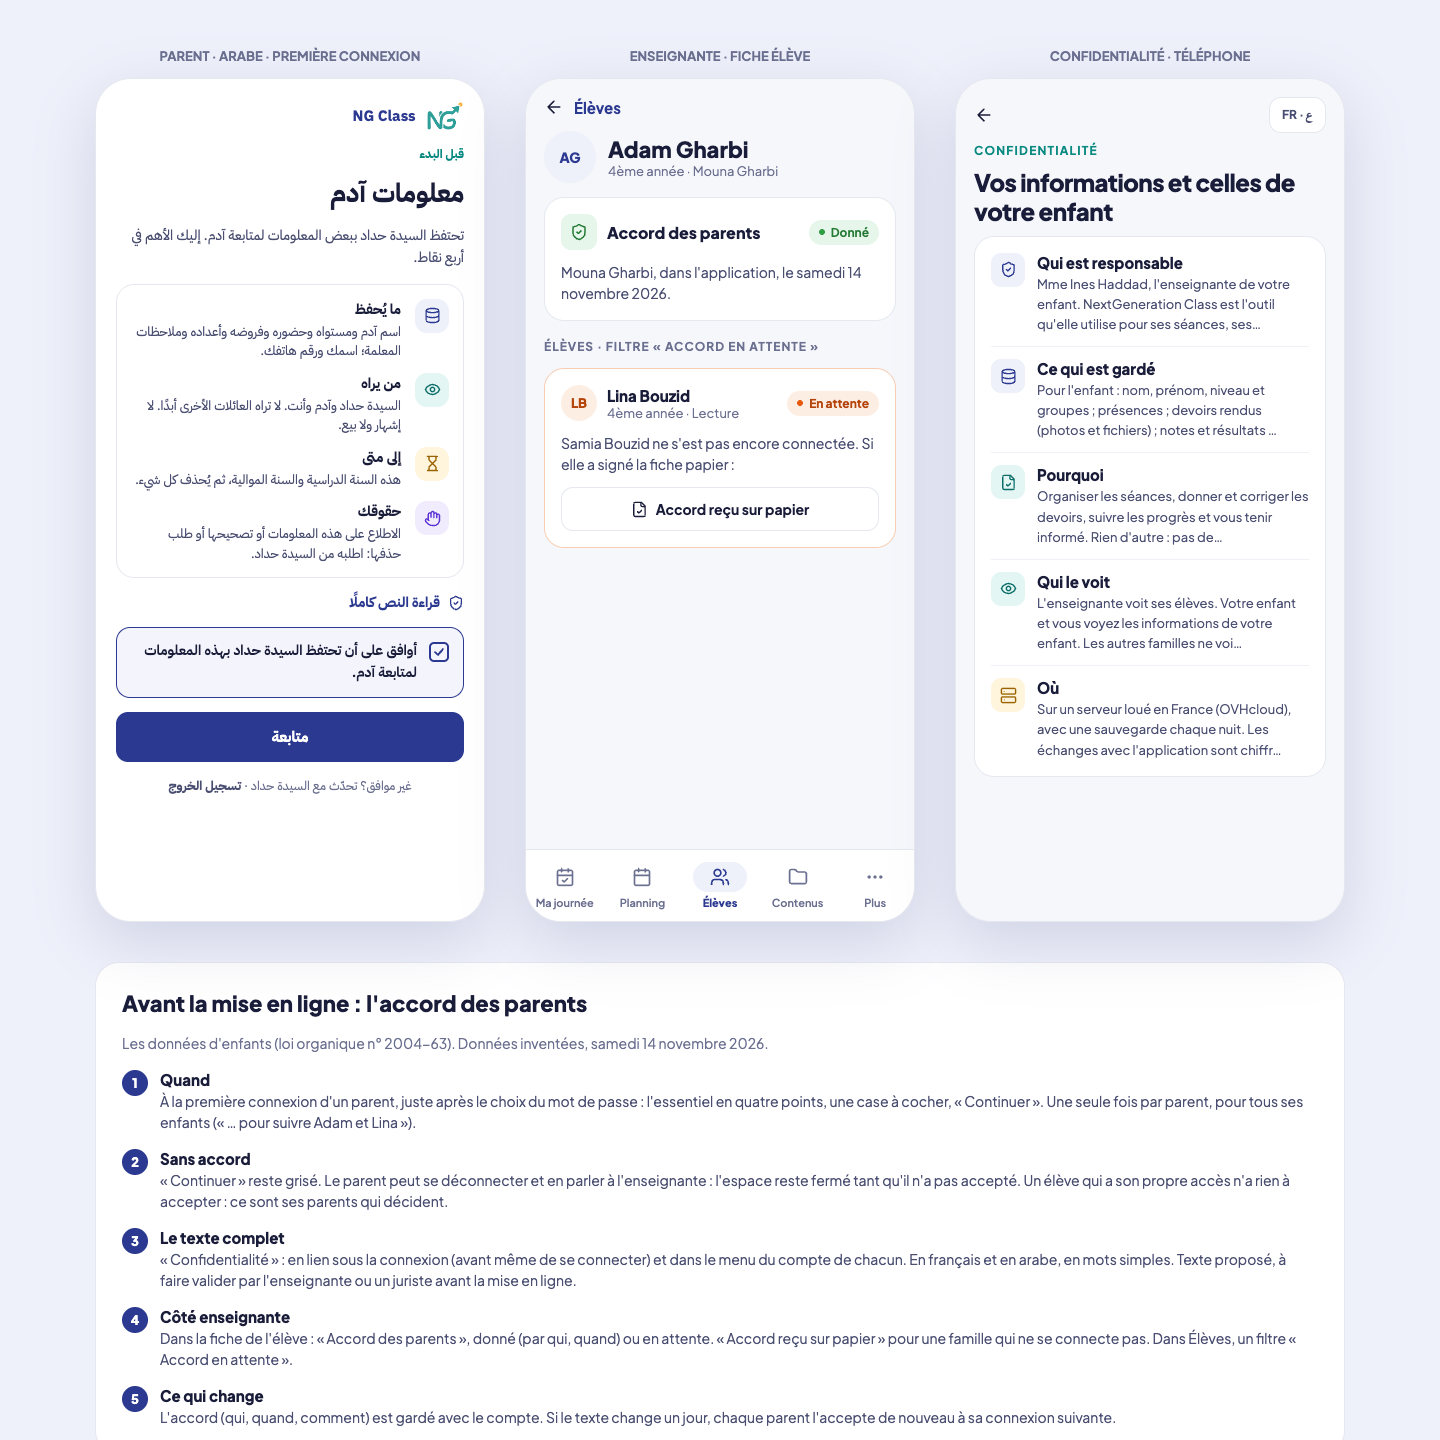 PARENT · ARABE · PREMIÈRE CONNEXION
NG Class
NG
قبل البدء
معلومات آدم
تحتفظ السيدة حداد ببعض المعلومات لمتابعة آدم. إليك الأهم في
أربع نقاط.
ما يُحفظ
اسم آدم ومستواه وحضوره وفروضه وأعداده وملاحظات
المعلمة؛ اسمك ورقم هاتفك.
من يراه
السيدة حداد وآدم وأنت. لا تراه العائلات الأخرى أبدًا. لا
إشهار ولا بيع.
إلى متى
هذه السنة الدراسية والسنة الموالية، ثم يُحذف كل شيء.
حقوقك
الاطلاع على هذه المعلومات أو تصحيحها أو طلب
حذفها: اطلبه من السيدة حداد.
قراءة النص كاملًا
أوافق على أن تحتفظ السيدة حداد بهذه المعلومات
لمتابعة آدم.
متابعة
غير موافق؟ تحدّث مع السيدة حداد · تسجيل الخروج
ENSEIGNANTE · FICHE ÉLÈVE
Élèves
AG
Adam Gharbi
4ème année · Mouna Gharbi
Accord des parents
Donné
Mouna Gharbi, dans l'application, le samedi 14
novembre 2026.
ÉLÈVES · FILTRE « ACCORD EN ATTENTE »
LB
Lina Bouzid
4ème année · Lecture
En attente
Samia Bouzid ne s'est pas encore connectée. Si
elle a signé la fiche papier :
Accord reçu sur papier
Ma journée
Planning
Élèves
Contenus
Plus
CONFIDENTIALITÉ · TÉLÉPHONE
FR · ع
CONFIDENTIALITÉ
Vos informations et celles de
votre enfant
Qui est responsable
Mme Ines Haddad, l'enseignante de votre
enfant. NextGeneration Class est l'outil
qu'elle utilise pour ses séances, ses…
Ce qui est gardé
Pour l'enfant : nom, prénom, niveau et
groupes ; présences ; devoirs rendus
(photos et fichiers) ; notes et résultats …
Pourquoi
Organiser les séances, donner et corriger les
devoirs, suivre les progrès et vous tenir
informé. Rien d'autre : pas de…
Qui le voit
L'enseignante voit ses élèves. Votre enfant
et vous voyez les informations de votre
enfant. Les autres familles ne voi…
Où
Sur un serveur loué en France (OVHcloud),
avec une sauvegarde chaque nuit. Les
échanges avec l'application sont chiffr…
Avant la mise en ligne : l'accord des parents
Les données d'enfants (loi organique n° 2004-63). Données inventées, samedi 14 novembre 2026.
1
Quand
À la première connexion d'un parent, juste après le choix du mot de passe : l'essentiel en quatre points, une case à cocher, « Continuer ». Une seule fois par parent, pour tous ses
enfants (« … pour suivre Adam et Lina »).
2
Sans accord
« Continuer » reste grisé. Le parent peut se déconnecter et en parler à l'enseignante : l'espace reste fermé tant qu'il n'a pas accepté. Un élève qui a son propre accès n'a rien à
accepter : ce sont ses parents qui décident.
3
Le texte complet
« Confidentialité » : en lien sous la connexion (avant même de se connecter) et dans le menu du compte de chacun. En français et en arabe, en mots simples. Texte proposé, à
faire valider par l'enseignante ou un juriste avant la mise en ligne.
4
Côté enseignante
Dans la fiche de l'élève : « Accord des parents », donné (par qui, quand) ou en attente. « Accord reçu sur papier » pour une famille qui ne se connecte pas. Dans Élèves, un filtre «
Accord en attente ».
5
Ce qui change
L'accord (qui, quand, comment) est gardé avec le compte. Si le texte change un jour, chaque parent l'accepte de nouveau à sa connexion suivante.